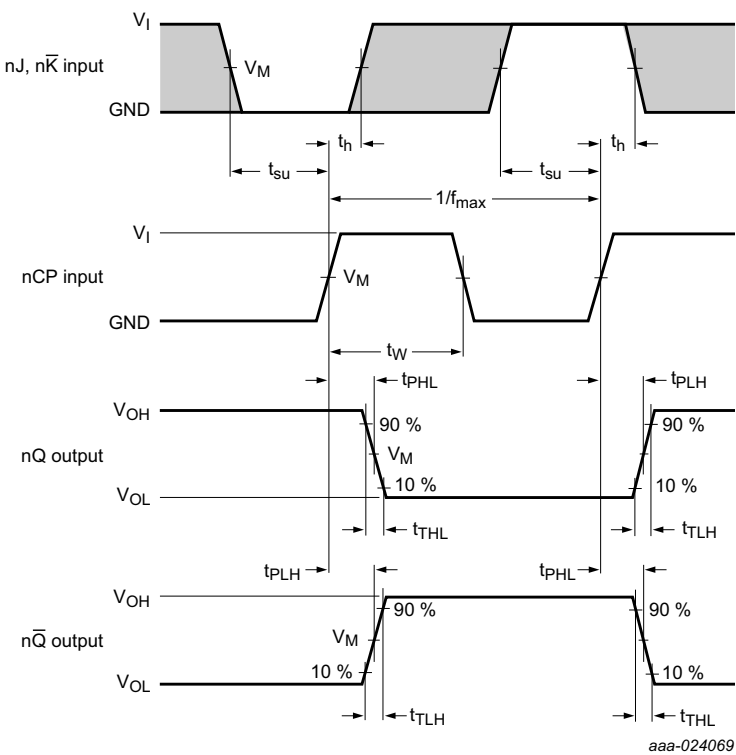 V_I
nJ, nK̅ input
V_M
GND
t_h
t_h
t_su
t_su
1/f_max
V_I
nCP input
V_M
GND
t_W
t_PHL
t_PLH
V_OH
90 %
90 %
nQ output
V_M
V_OL
10 %
10 %
t_THL
t_TLH
t_PLH
t_PHL
V_OH
90 %
90 %
nQ̅ output
V_M
10 %
10 %
V_OL
t_TLH
t_THL
aaa-024069